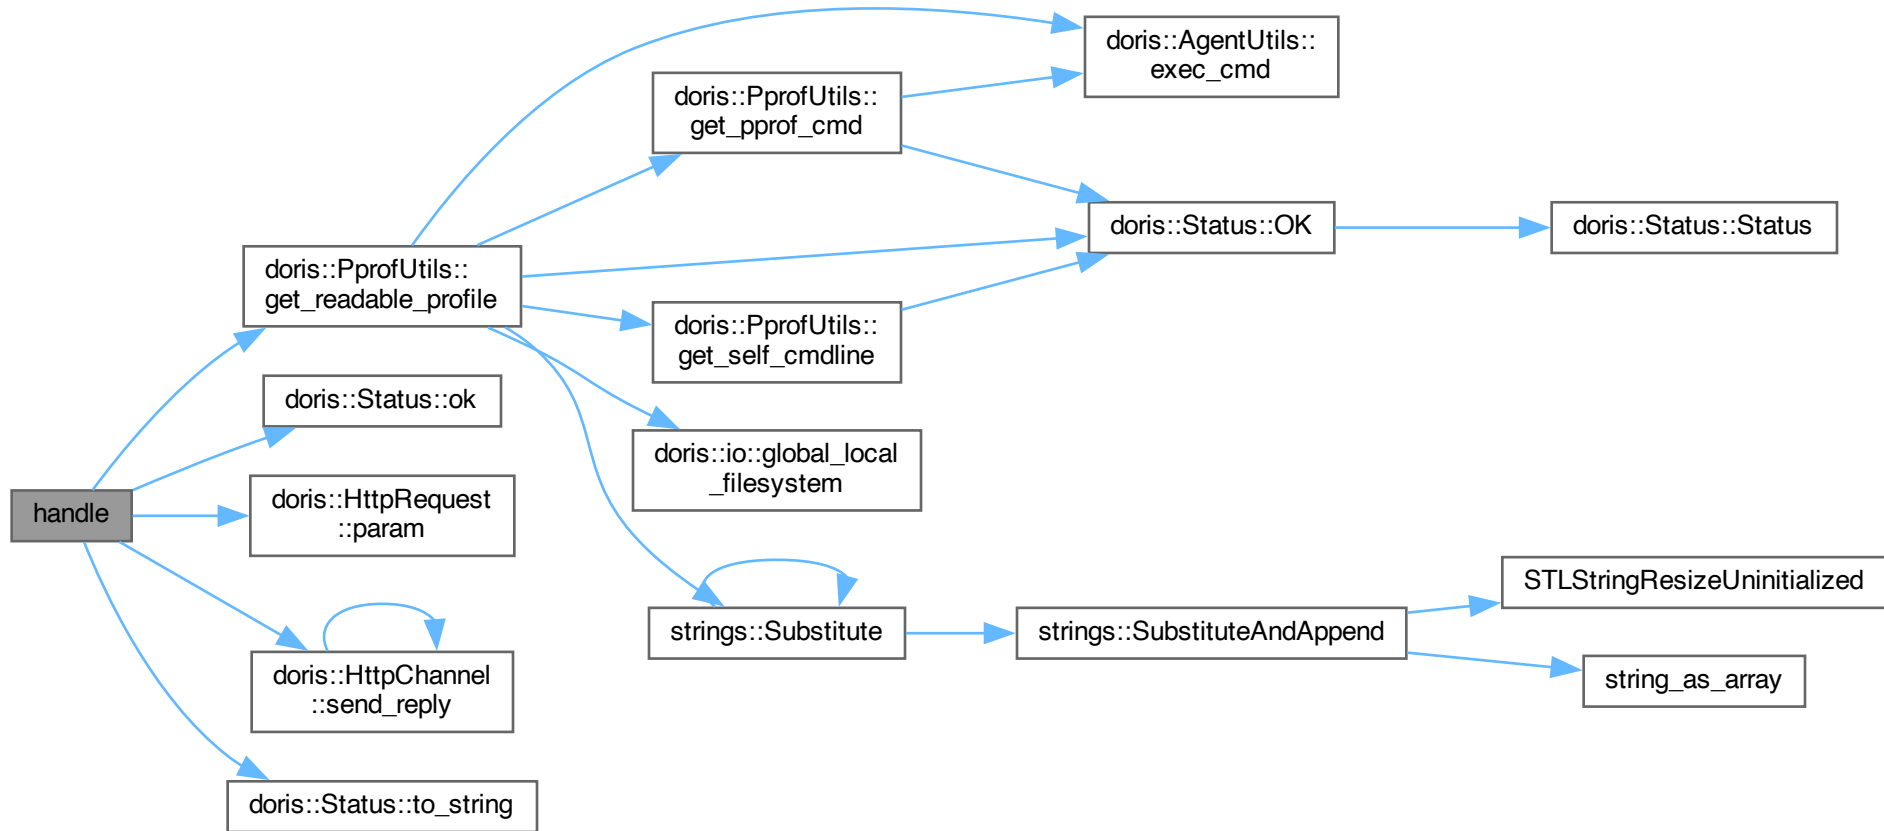 handle
doris::PprofUtils::
get_readable_profile
doris::Status::ok
doris::HttpRequest
::param
doris::HttpChannel
::send_reply
doris::Status::to_string
doris::PprofUtils::
get_pprof_cmd
doris::PprofUtils::
get_self_cmdline
doris::io::global_local
_filesystem
strings::Substitute
doris::AgentUtils::
exec_cmd
doris::Status::OK
strings::SubstituteAndAppend
doris::Status::Status
STLStringResizeUninitialized
string_as_array